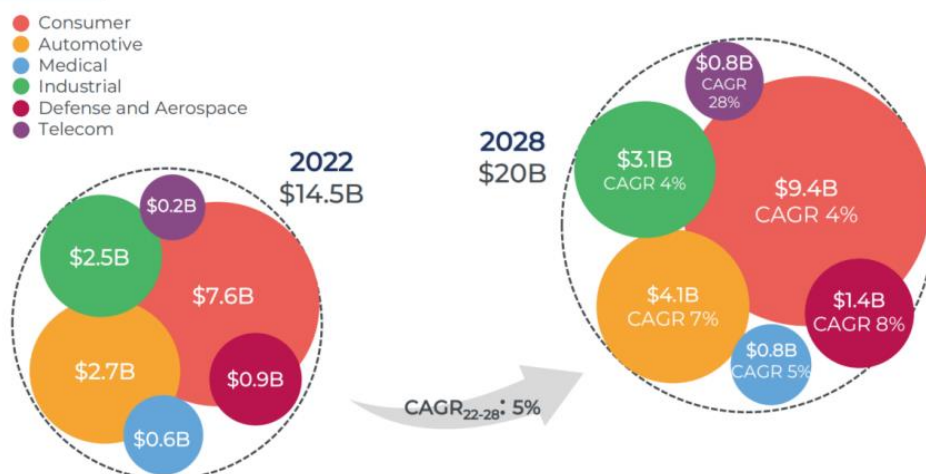 Consumer
Automotive
Medical
Industrial
Defense and Aerospace
Telecom
2022
$14.5B
$0.2B
$2.5B
$7.6B
$2.7B
$0.9B
$0.6B
CAGR22-28: 5%
2028
$20B
$0.8B
CAGR
28%
$3.1B
CAGR 4%
$9.4B
CAGR 4%
$4.1B
CAGR 7%
$1.4B
CAGR 8%
$0.8B
CAGR 5%